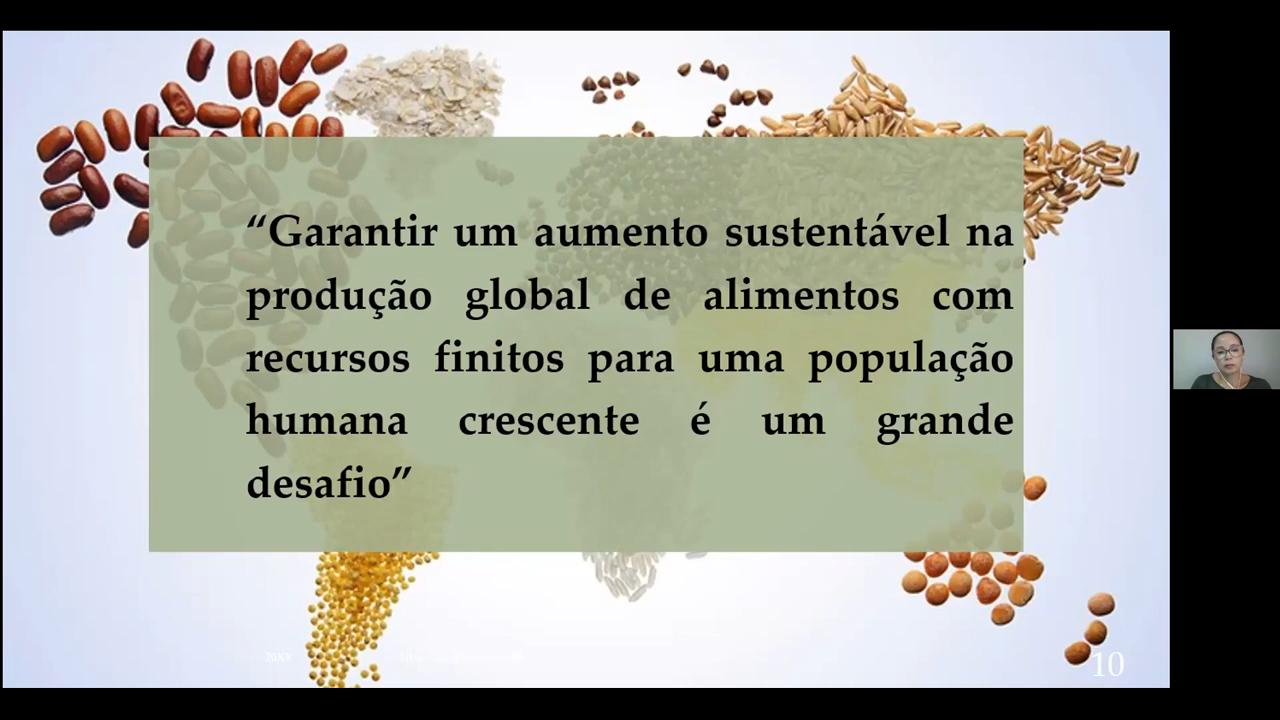 “Garantir um aumento sustentável na
produção global de alimentos com
recursos finitos para uma população
humana crescente é um grande
desafio”
20XX
10